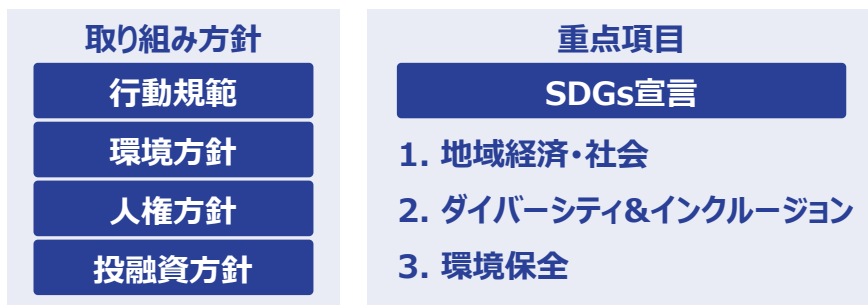 取り組み方針
行動規範
環境方針
人権方針
投融資方針
重点項目
SDGs宣言
1. 地域経済・社会
2. ダイバーシティ&インクルージョン
3. 環境保全